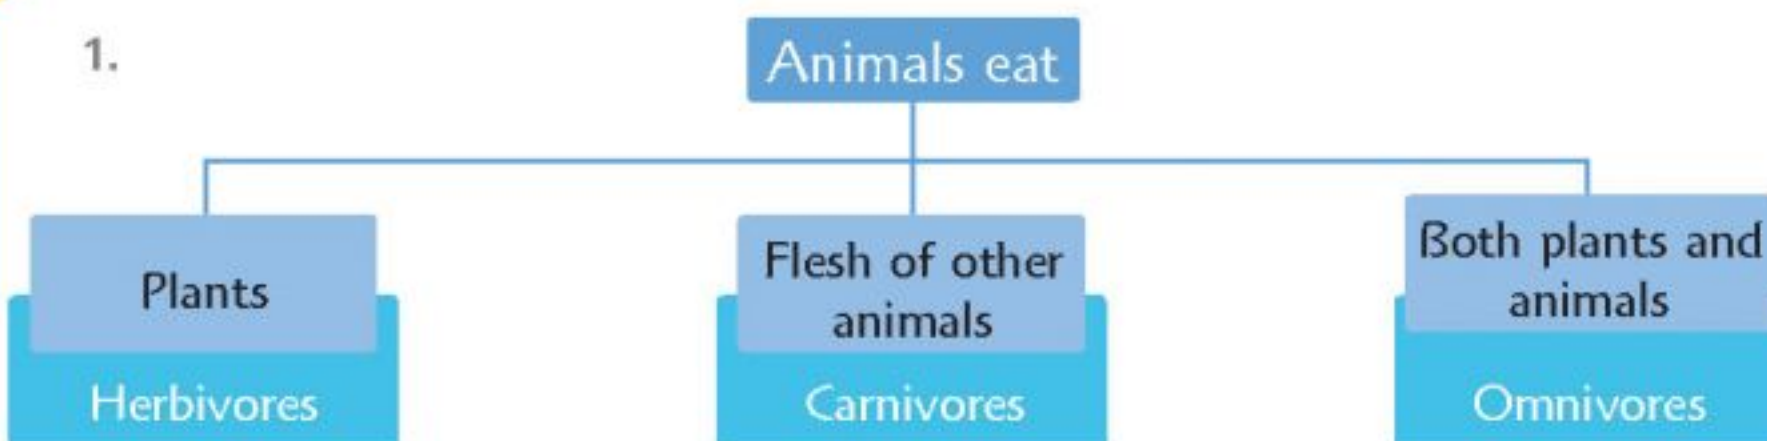 1.
Animals eat
Plants
Herbivores
Flesh of other
animals
Carnivores
Both plants and
animals
Omnivores